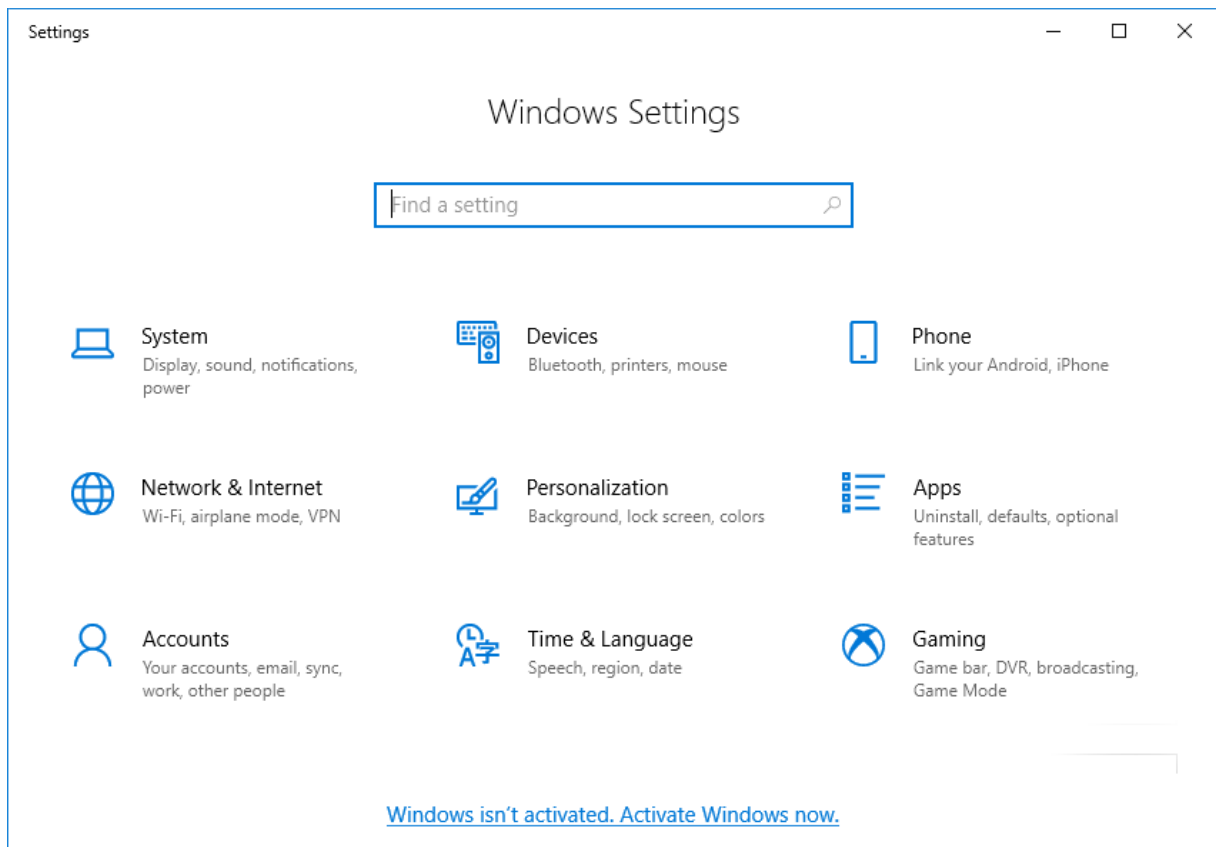 Settings
Windows Settings
Find a setting
System
Display, sound, notifications,
power
Devices
Bluetooth, printers, mouse
Phone
Link your Android, iPhone
Network & Internet
Wi-Fi, airplane mode, VPN
Personalization
Background, lock screen, colors
Apps
Uninstall, defaults, optional
features
Accounts
Your accounts, email, sync,
work, other people
Time & Language
Speech, region, date
Gaming
Game bar, DVR, broadcasting,
Game Mode
Windows isn't activated. Activate Windows now.